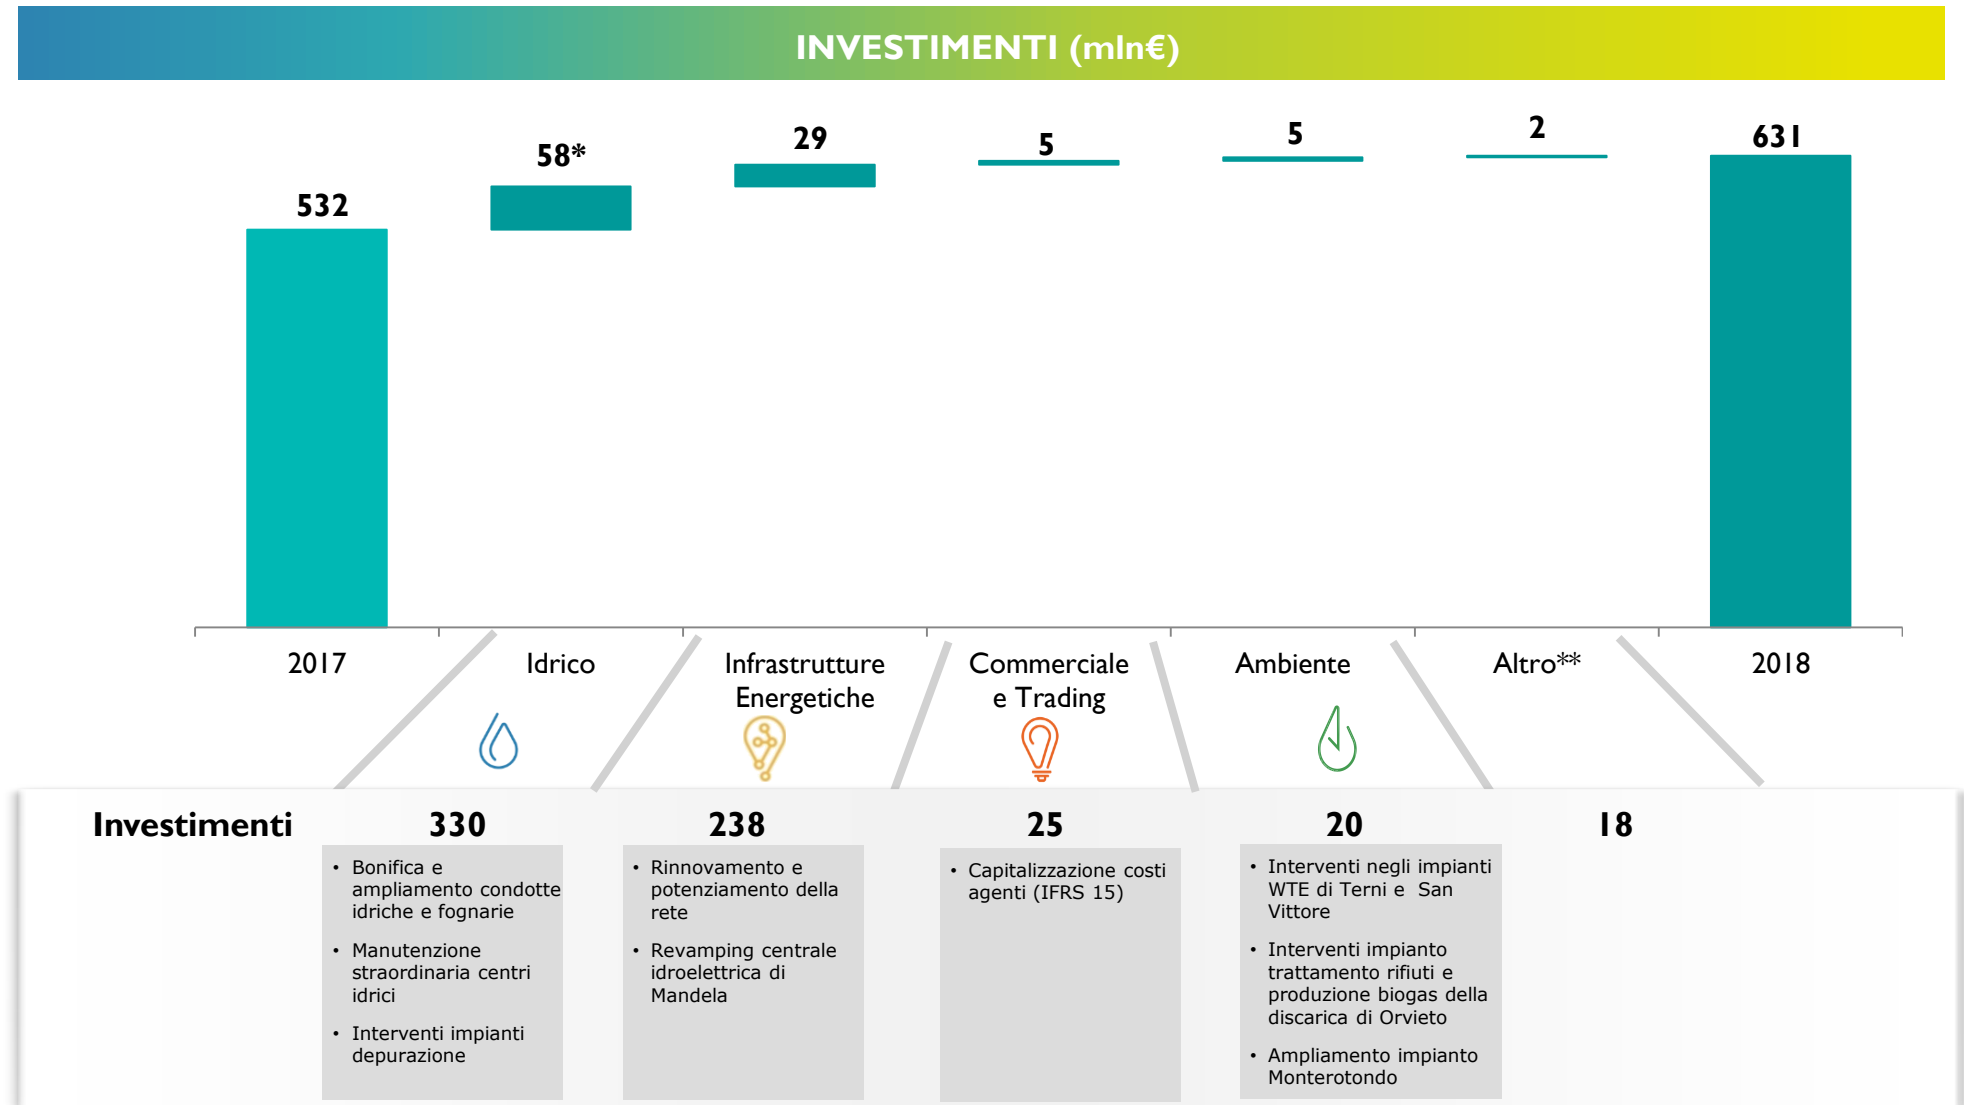 INVESTIMENTI (mln€)
532
58*
29
5
5
2
631
2017
Idrico
Infrastrutture
Energetiche
Commerciale
e Trading
Ambiente
Altro**
2018
Investimenti
330
238
25
20
18
• Bonifica e
ampliamento condotte
idriche e fognarie
• Manutenzione
straordinaria centri
idrici
• Interventi impianti
depurazione
• Rinnovamento e
potenziamento della
rete
• Revamping centrale
idroelettrica di
Mandela
• Capitalizzazione costi
agenti (IFRS 15)
• Interventi negli impianti
WTE di Terni e San
Vittore
• Interventi impianto
trattamento rifiuti e
produzione biogas della
discarica di Orvieto
• Ampliamento impianto
Monterotondo